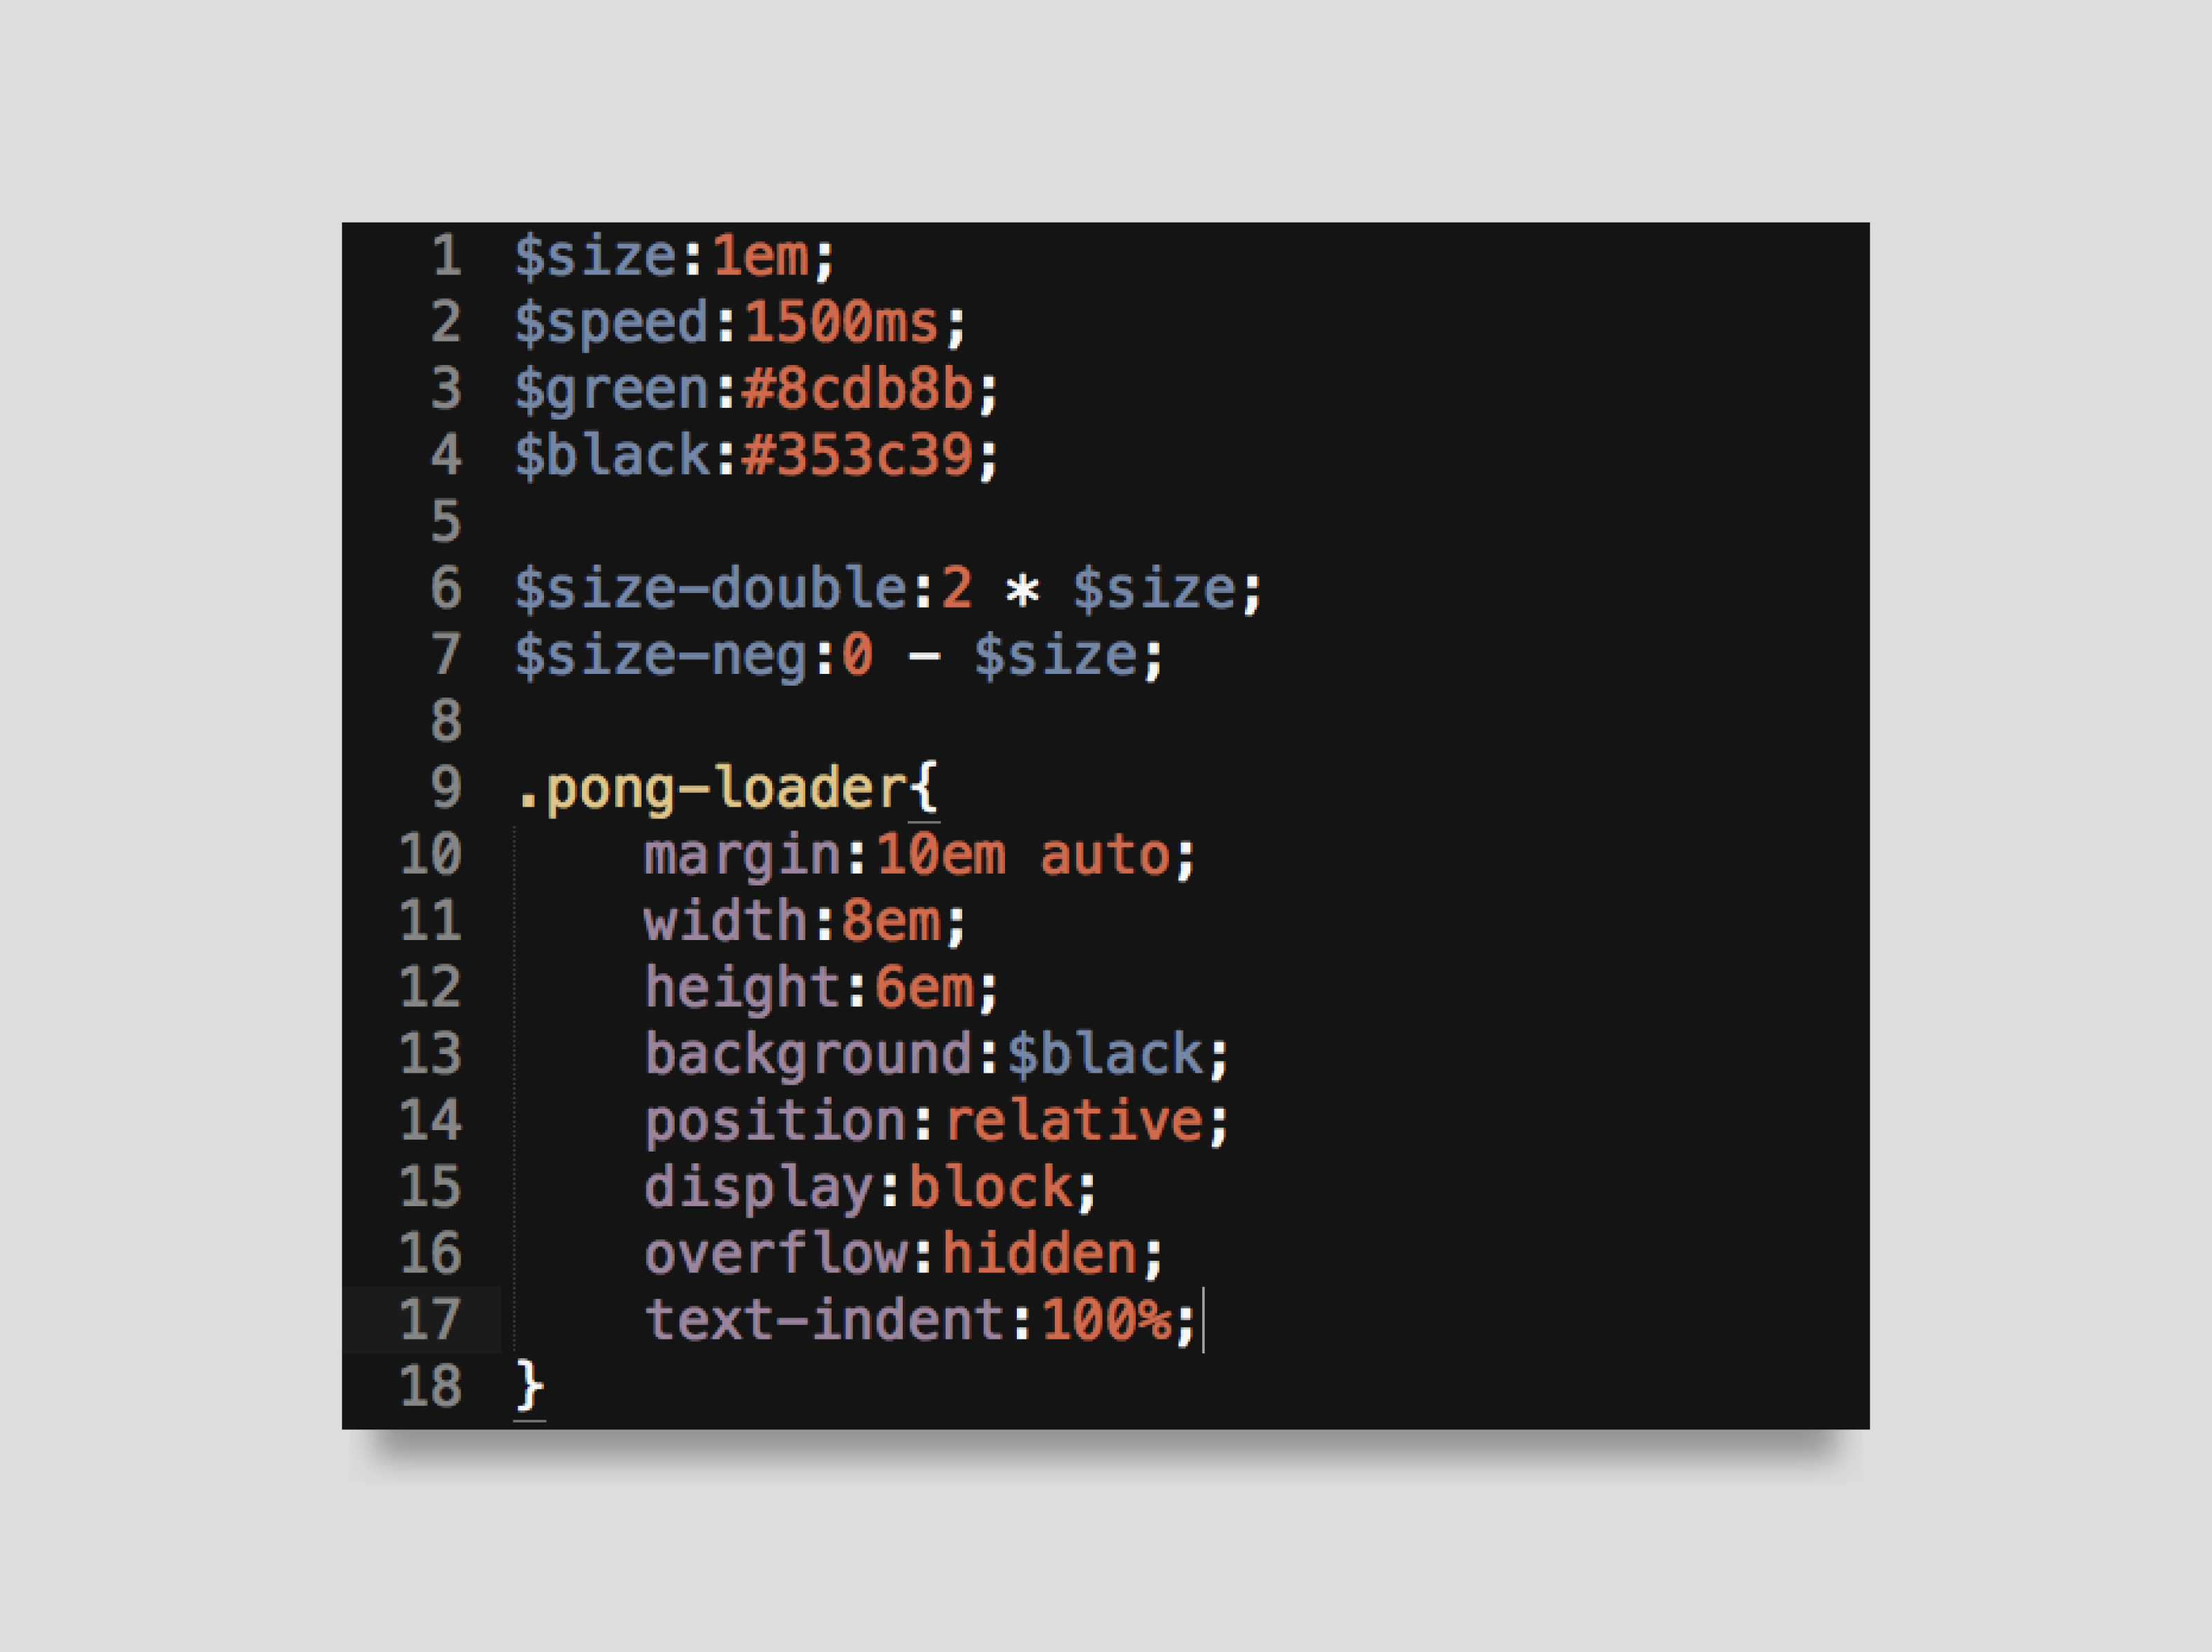 1 $size:1em;
2 $speed:1500ms;
3 $green:#8cdb8b;
4 $black:#353c39;
5
6 $size-double:2 * $size;
7 $size-neg:0 - $size;
8
9 .pong-loader{
10     margin:10em auto;
11     width:8em;
12     height:6em;
13     background:$black;
14     position:relative;
15     display:block;
16     overflow:hidden;
17     text-indent:100%;
18 }